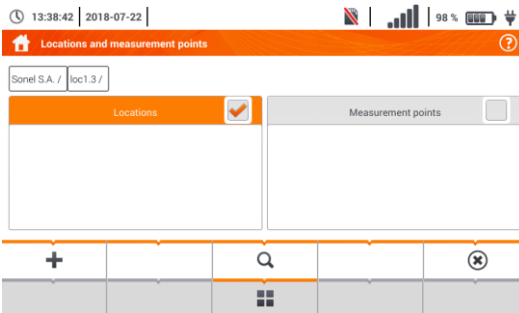 13:38:42 2018-07-22 98 %
Locations and measurement points ?
Sonel S.A. / loc1.3 /
Locations Measurement points